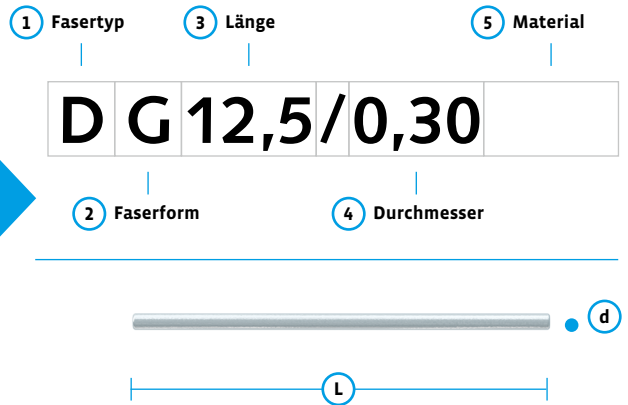 1 Fasertyp 3 Länge 5 Material
D G 12,5 / 0,30
2 Faserform 4 Durchmesser
d
L